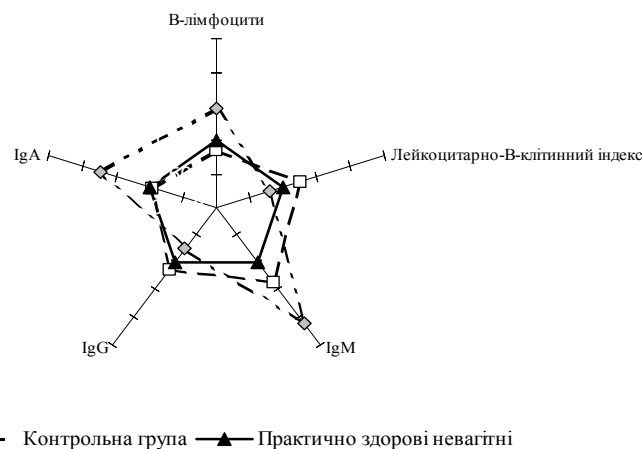 В-лімфоцити
IgA
Лейкоцитарно-В-клітинний індекс
IgG
IgM
Контрольна група
Практично здорові невагітні